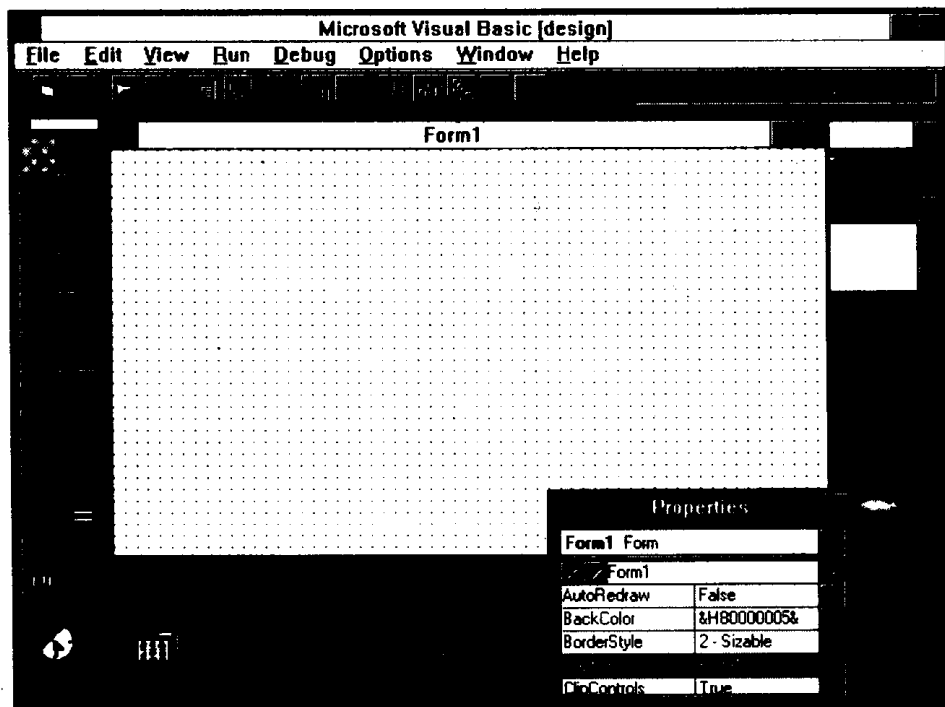 Microsoft Visual Basic [design]
File Edit View Run Debug Options Window Help
Form1
Properties
Form1 Form
Form1
AutoRedraw False
BackColor &H80000005&
BorderStyle 2 - Sizable
ClipControls True